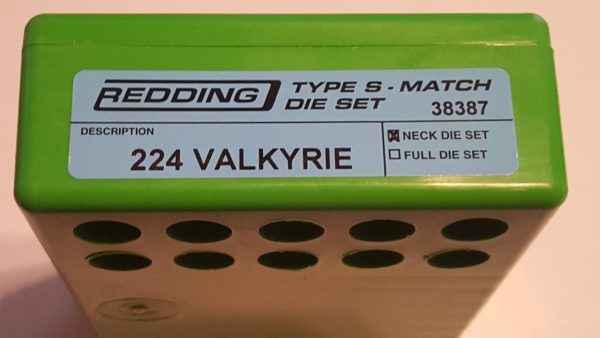 REDDING TYPE S - MATCH
DIE SET 38387
DESCRIPTION
224 VALKYRIE
NECK DIE SET
FULL DIE SET